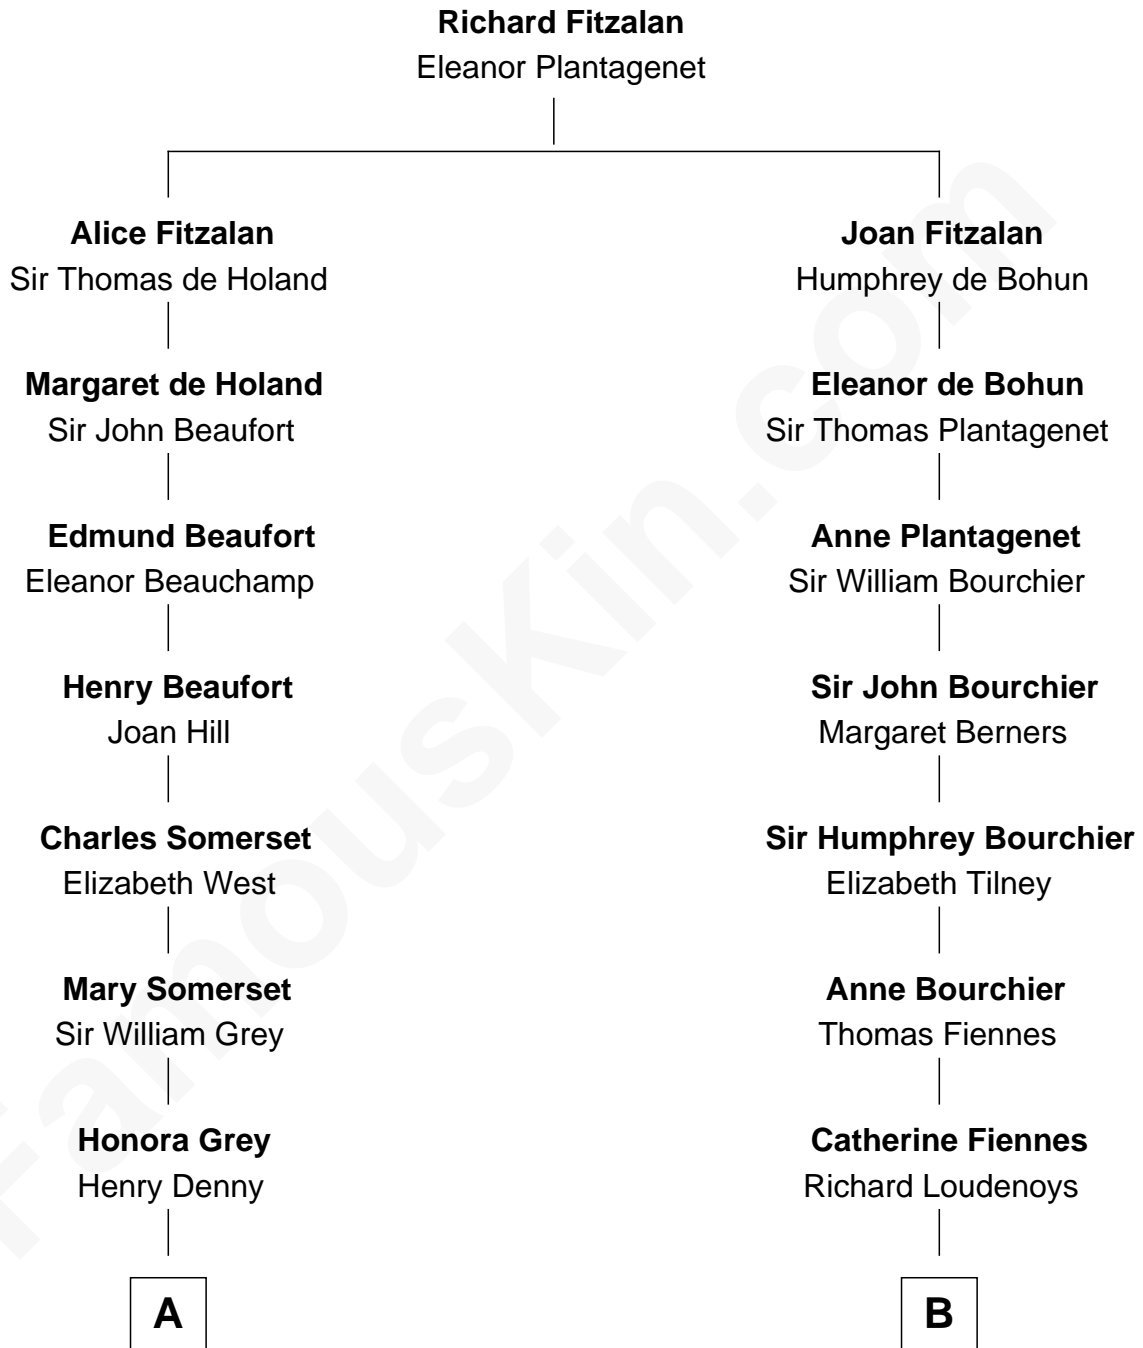 Richard Fitzalan
Eleanor Plantagenet
Alice Fitzalan
Sir Thomas de Holand
Joan Fitzalan
Humphrey de Bohun
Margaret de Holand
Sir John Beaufort
Eleanor de Bohun
Sir Thomas Plantagenet
Edmund Beaufort
Eleanor Beauchamp
Anne Plantagenet
Sir William Bourchier
Henry Beaufort
Joan Hill
Sir John Bourchier
Margaret Berners
Charles Somerset
Elizabeth West
Sir Humphrey Bourchier
Elizabeth Tilney
Mary Somerset
Sir William Grey
Anne Bourchier
Thomas Fiennes
Honora Grey
Henry Denny
Catherine Fiennes
Richard Loudenoys
A
B
FamousKin.com